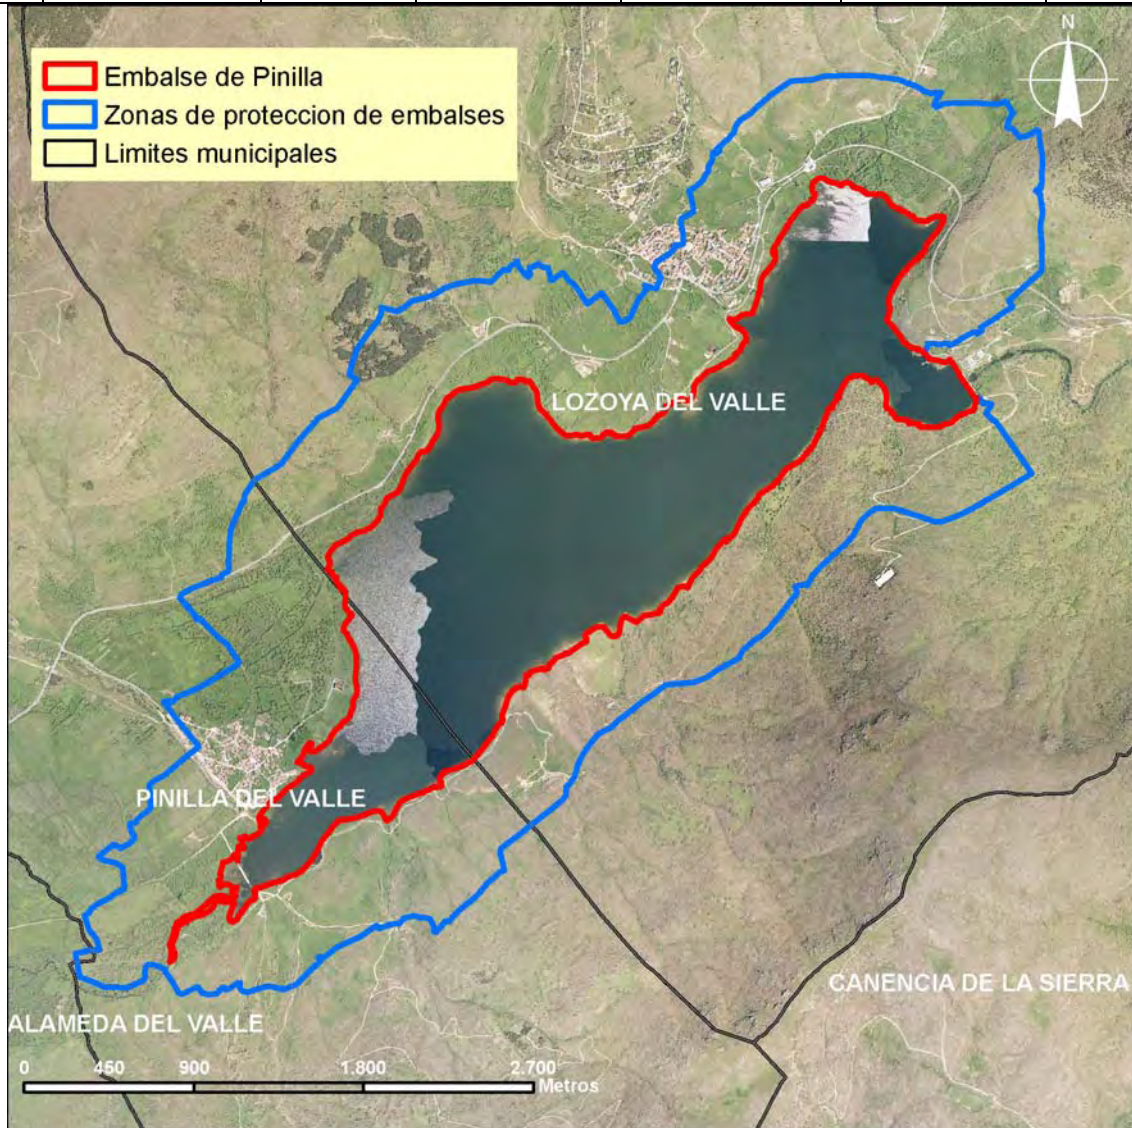 N
Embalse de Pinilla
Zonas de proteccion de embalses
Limites municipales
LOZOYA DEL VALLE
PINILLA DEL VALLE
CANENCIA DE LA SIERRA
ALAMEDA DEL VALLE
0 450 900 1.800 2.700
Metros